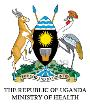 THE REPUBLIC OF UGANDA
MINISTRY OF HEALTH